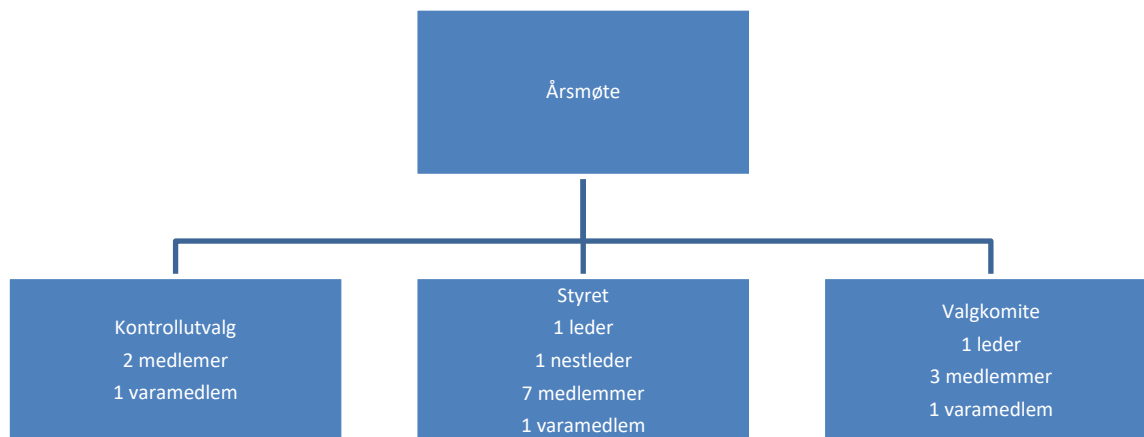 Årsmøte
Kontrollutvalg
2 medlemer
1 varamedlem
Styret
1 leder
1 nestleder
7 medlemmer
1 varamedlem
Valgkomite
1 leder
3 medlemmer
1 varamedlem